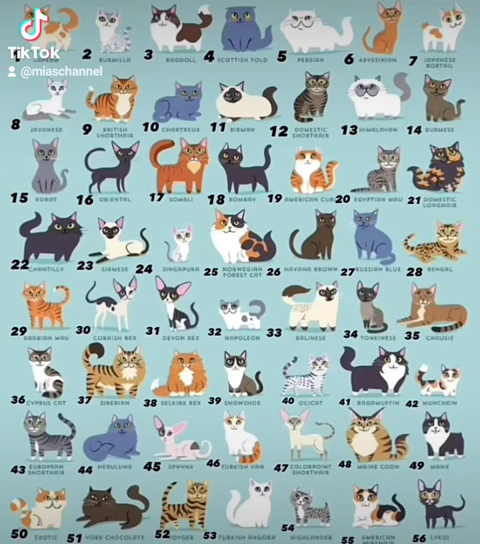 TikTok
@miaschannel
2 BURMILLA 3 RAGDOLL 4 SCOTTISH FOLD 5 PERSIAN 6 ABYSSINIAN 7 JAPANESE BOBTAIL
8 JAVANESE 9 BRITISH SHORTHAIR 10 CHARTREUX 11 BIRMAN 12 DOMESTIC SHORTHAIR 13 HIMALAYAN 14 BURMESE
15 KORAT 16 ORIENTAL 17 SOMALI 18 BOMBAY 19 AMERICAN CURL 20 EGYPTIAN MAU 21 DOMESTIC LONGHAIR
22 CHANTILLY 23 SIAMESE 24 SINGAPURA 25 NORWEGIAN FOREST CAT 26 HAVANA BROWN 27 RUSSIAN BLUE 28 BENGAL
29 ARABIAN MAU 30 CORNISH REX 31 DEVON REX 32 NAPOLEON 33 BALINESE 34 TONKINESE 35 CHAUSIE
36 CYPRUS CAT 37 SIBERIAN 38 SELKIRK REX 39 SNOWSHOE 40 OCICAT 41 RAGAMUFFIN 42 MUNCHKIN
43 EUROPEAN SHORTHAIR 44 NEBELUNG 45 SPHYNX 46 TURKISH VAN 47 COLORPOINT SHORTHAIR 48 MAINE COON 49 MANX
50 EXOTIC 51 YORK CHOCOLATE 52 TOYGER 53 TURKISH ANGORA 54 HIGHLANDER 55 AMERICAN WIREHAIR 56 LYKOI